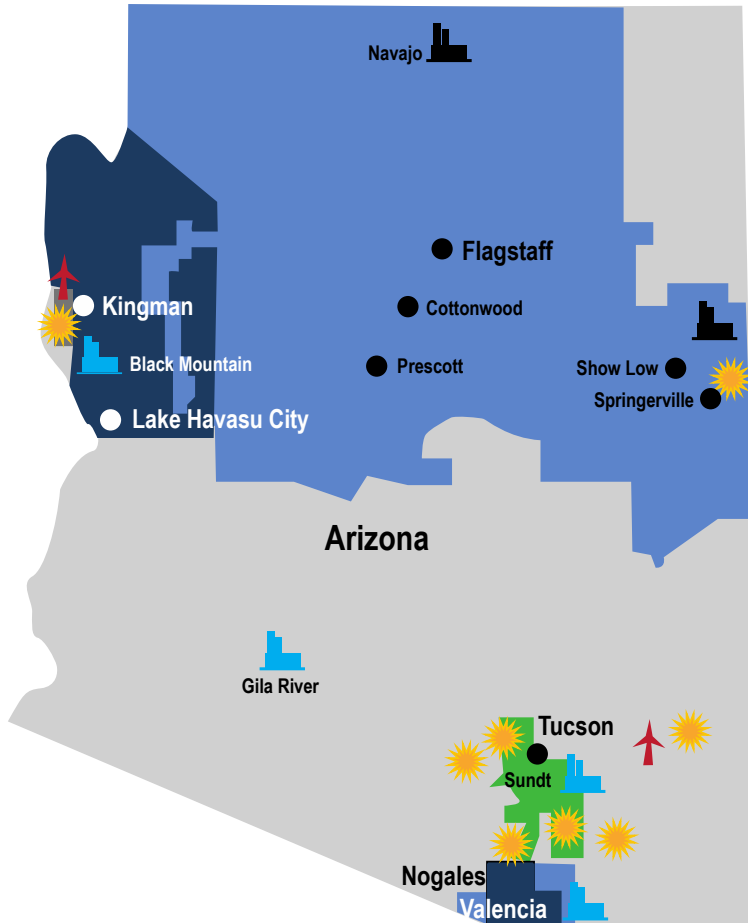 Navajo
Flagstaff
Kingman
Cottonwood
Black Mountain
Prescott
Show Low
Springerville
Lake Havasu City
Arizona
Gila River
Tucson
Sundt
Nogales
Valencia